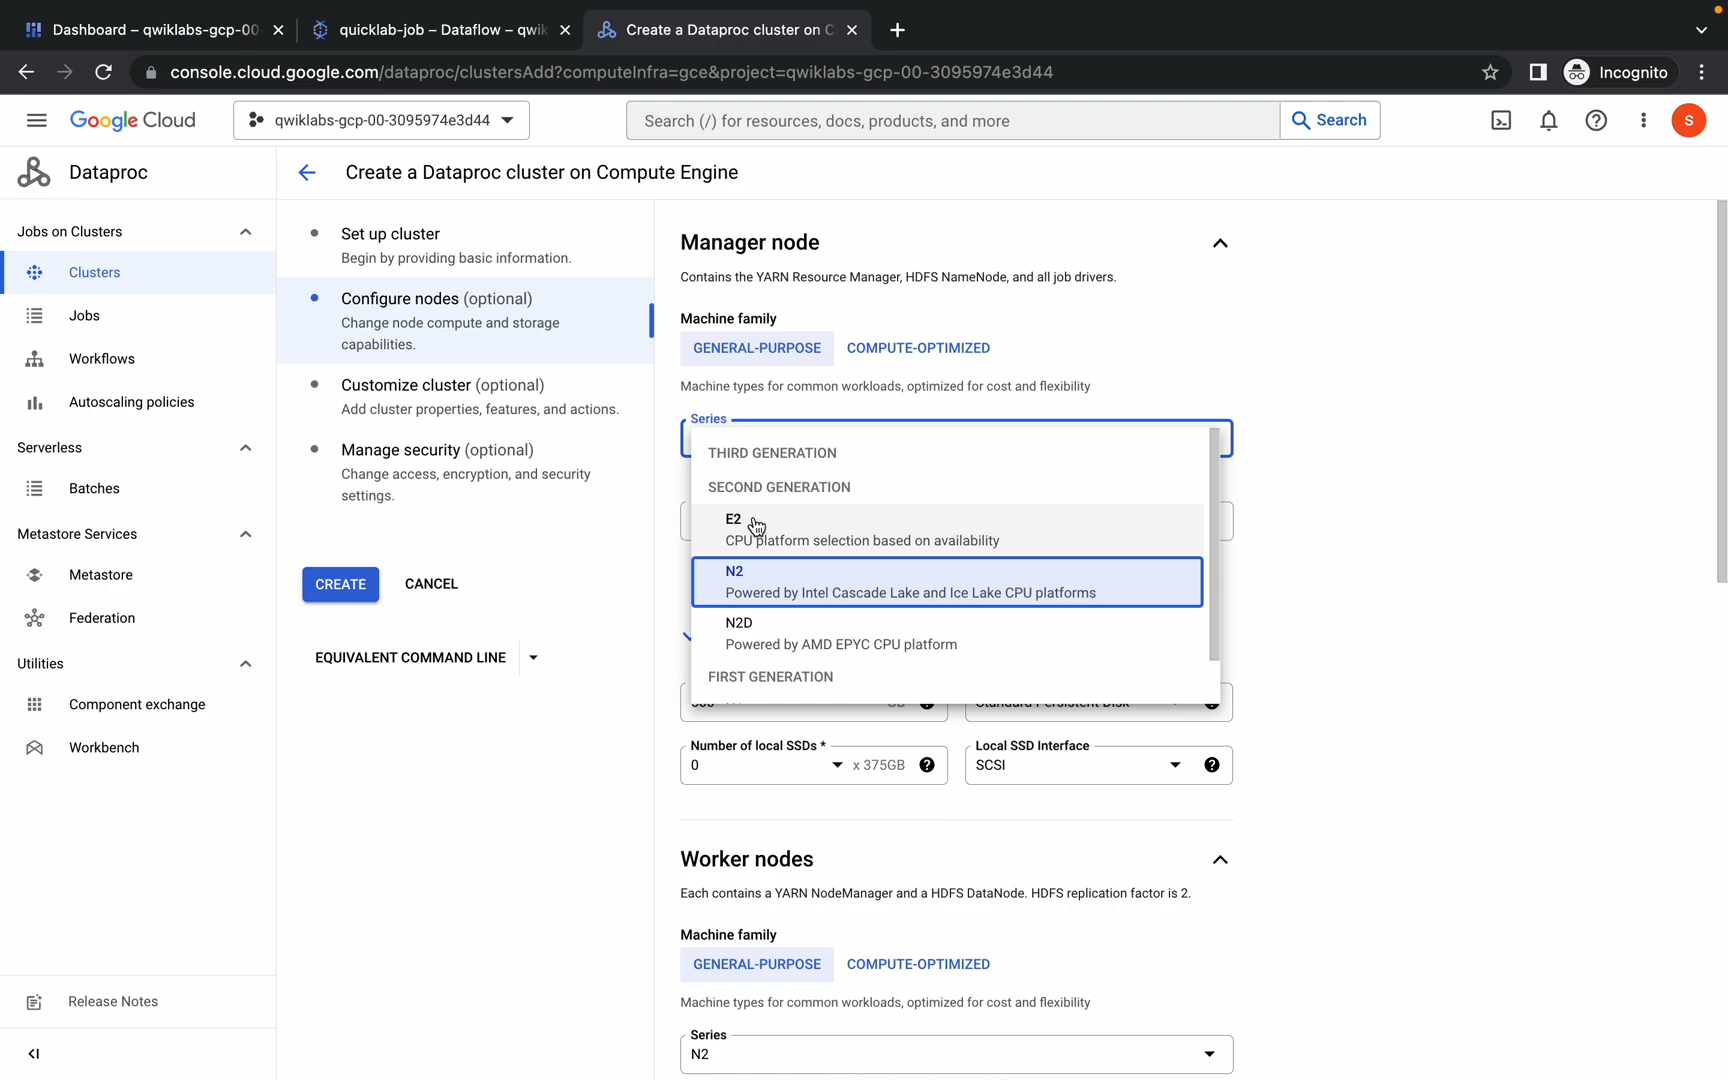 Dashboard – qwiklabs-gcp-00
quicklab-job – Dataflow – qwik
Create a Dataproc cluster on C
console.cloud.google.com/dataproc/clustersAdd?computeInfra=gce&project=qwiklabs-gcp-00-3095974e3d44
Incognito
Google Cloud
qwiklabs-gcp-00-3095974e3d44
Search (/) for resources, docs, products, and more
Search
S
Dataproc
Create a Dataproc cluster on Compute Engine
Jobs on Clusters
Clusters
Jobs
Workflows
Autoscaling policies
Serverless
Batches
Metastore Services
Metastore
Federation
Utilities
Component exchange
Workbench
Release Notes
Set up cluster
Begin by providing basic information.
Configure nodes (optional)
Change node compute and storage
capabilities.
Customize cluster (optional)
Add cluster properties, features, and actions.
Manage security (optional)
Change access, encryption, and security
settings.
CREATE
CANCEL
EQUIVALENT COMMAND LINE
Manager node
Contains the YARN Resource Manager, HDFS NameNode, and all job drivers.
Machine family
GENERAL-PURPOSE
COMPUTE-OPTIMIZED
Machine types for common workloads, optimized for cost and flexibility
Series
THIRD GENERATION
SECOND GENERATION
E2
CPU platform selection based on availability
N2
Powered by Intel Cascade Lake and Ice Lake CPU platforms
N2D
Powered by AMD EPYC CPU platform
FIRST GENERATION
GB
Standard Persistent Disk
Number of local SSDs *
0
x 375GB
Local SSD Interface
SCSI
Worker nodes
Each contains a YARN NodeManager and a HDFS DataNode. HDFS replication factor is 2.
Machine family
GENERAL-PURPOSE
COMPUTE-OPTIMIZED
Machine types for common workloads, optimized for cost and flexibility
Series
N2